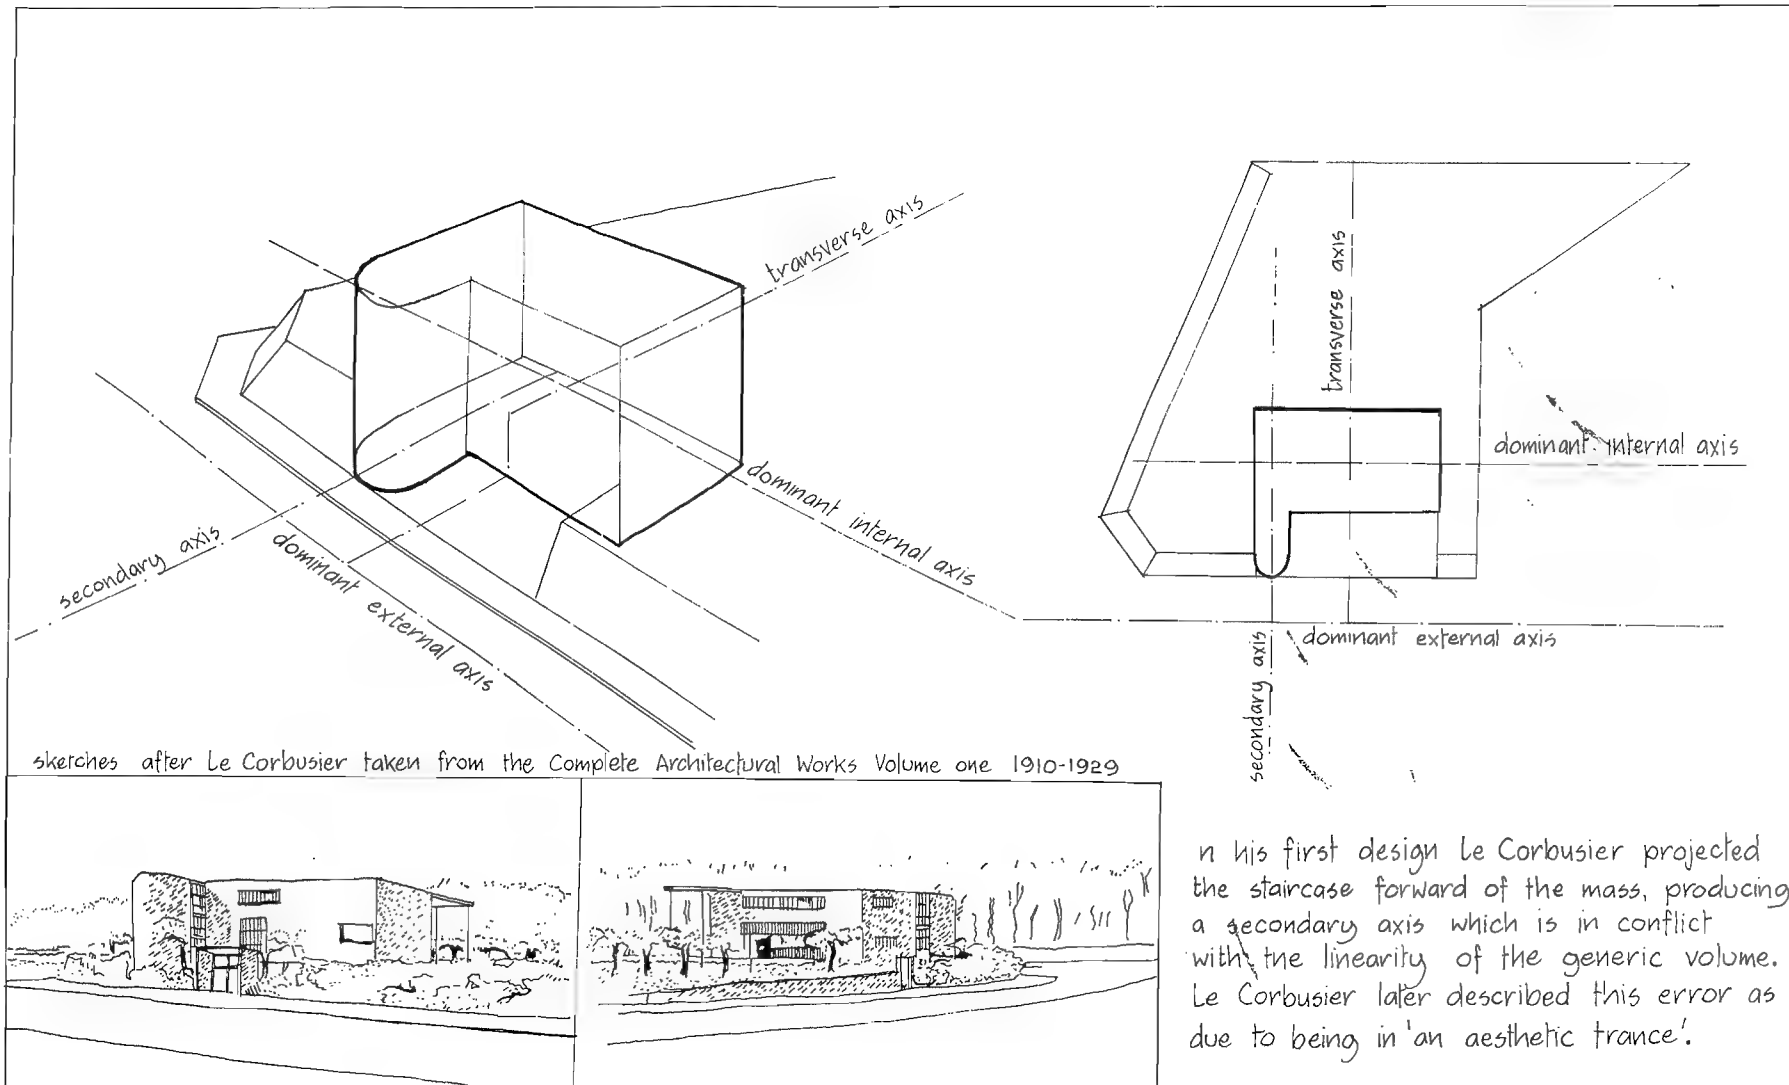 transverse axis
secondary axis
dominant external axis
dominant internal axis
transverse axis
dominant internal axis
dominant external axis
secondary axis
sketches after Le Corbusier taken from the Complete Architectural Works Volume one 1910-1929
n his first design Le Corbusier projected
the staircase forward of the mass, producing
a secondary axis which is in conflict
with the linearity of the generic volume.
Le Corbusier later described this error as
due to being in 'an aesthetic trance'.